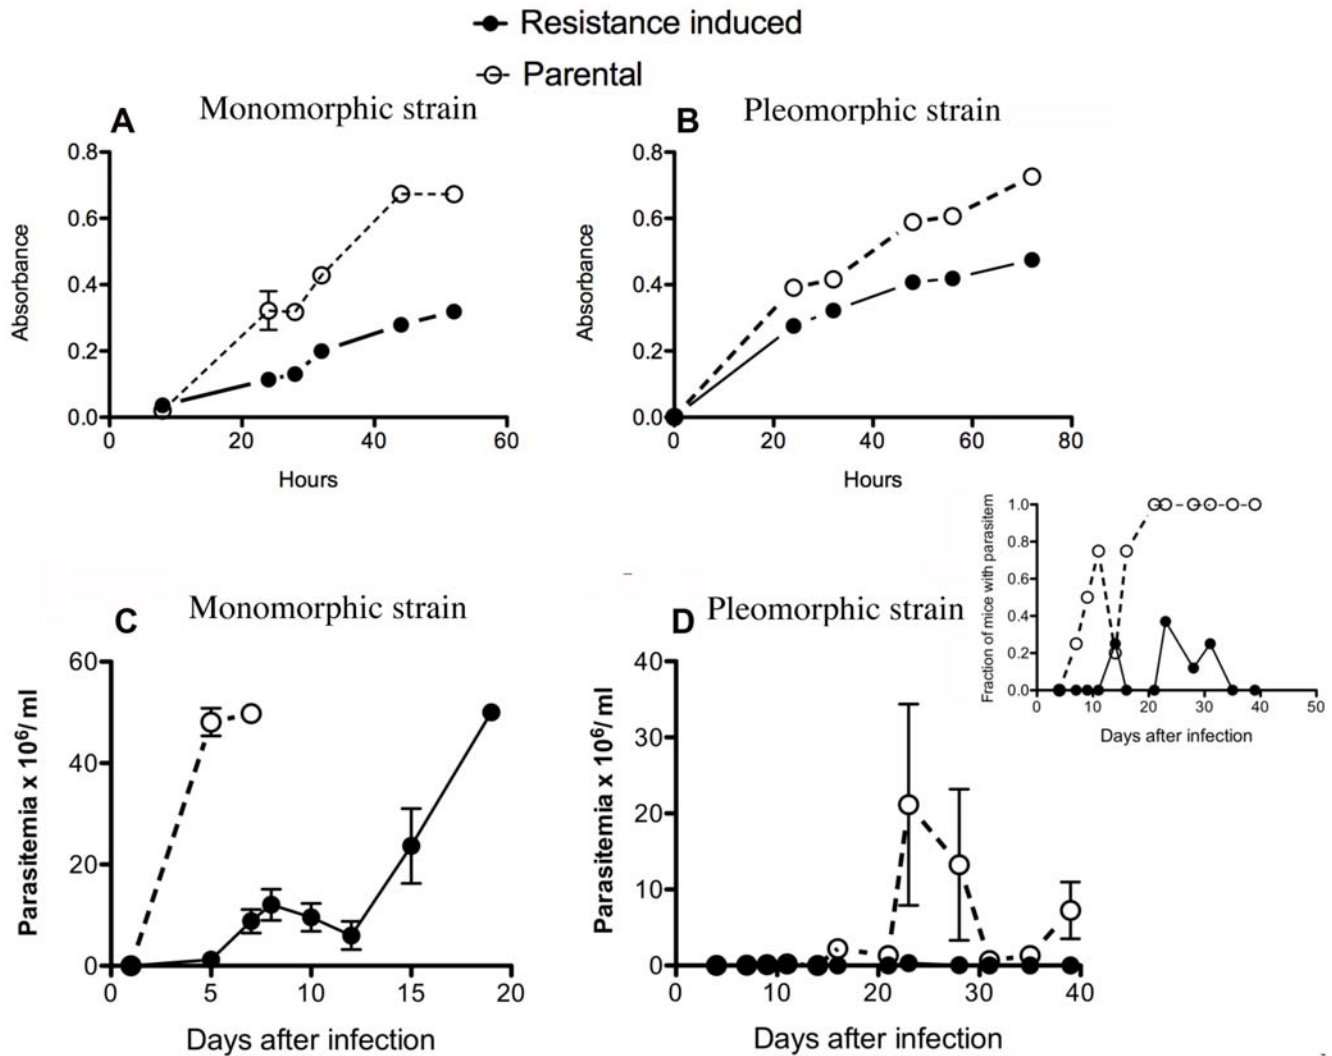 Resistance induced
Parental
A
Monomorphic strain
0.8
0.6
0.4
0.2
0.0
Absorbance
0
20
40
60
Hours
B
Pleomorphic strain
0.8
0.6
0.4
0.2
0.0
Absorbance
0
20
40
60
80
Hours
C
Monomorphic strain
60
40
20
0
Parasitemia x 10⁶/ ml
0
5
10
15
20
Days after infection
D
Pleomorphic strain
40
30
20
10
0
Parasitemia x 10⁶/ ml
0
10
20
30
40
Days after infection
1.0
0.8
0.6
0.4
0.2
0.0
Fraction of mice with parasitem
0
10
20
30
40
50
Days after infection